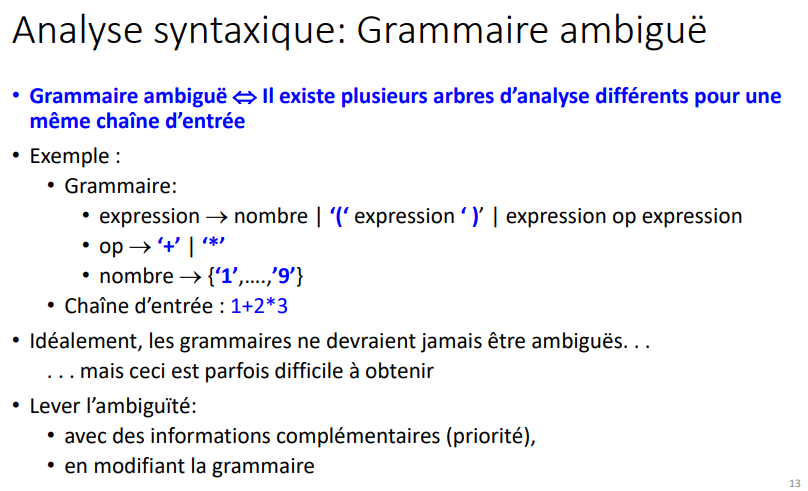 Analyse syntaxique: Grammaire ambiguë
• Grammaire ambiguë ⇔ Il existe plusieurs arbres d’analyse différents pour une
même chaîne d’entrée
• Exemple :
• Grammaire:
• expression → nombre | ‘(‘ expression ‘ )’ | expression op expression
• op → ‘+’ | ‘*’
• nombre → {‘1’,….,’9’}
• Chaîne d’entrée : 1+2*3
• Idéalement, les grammaires ne devraient jamais être ambiguës. . .
. . . mais ceci est parfois difficile à obtenir
• Lever l’ambiguïté:
• avec des informations complémentaires (priorité),
• en modifiant la grammaire
13